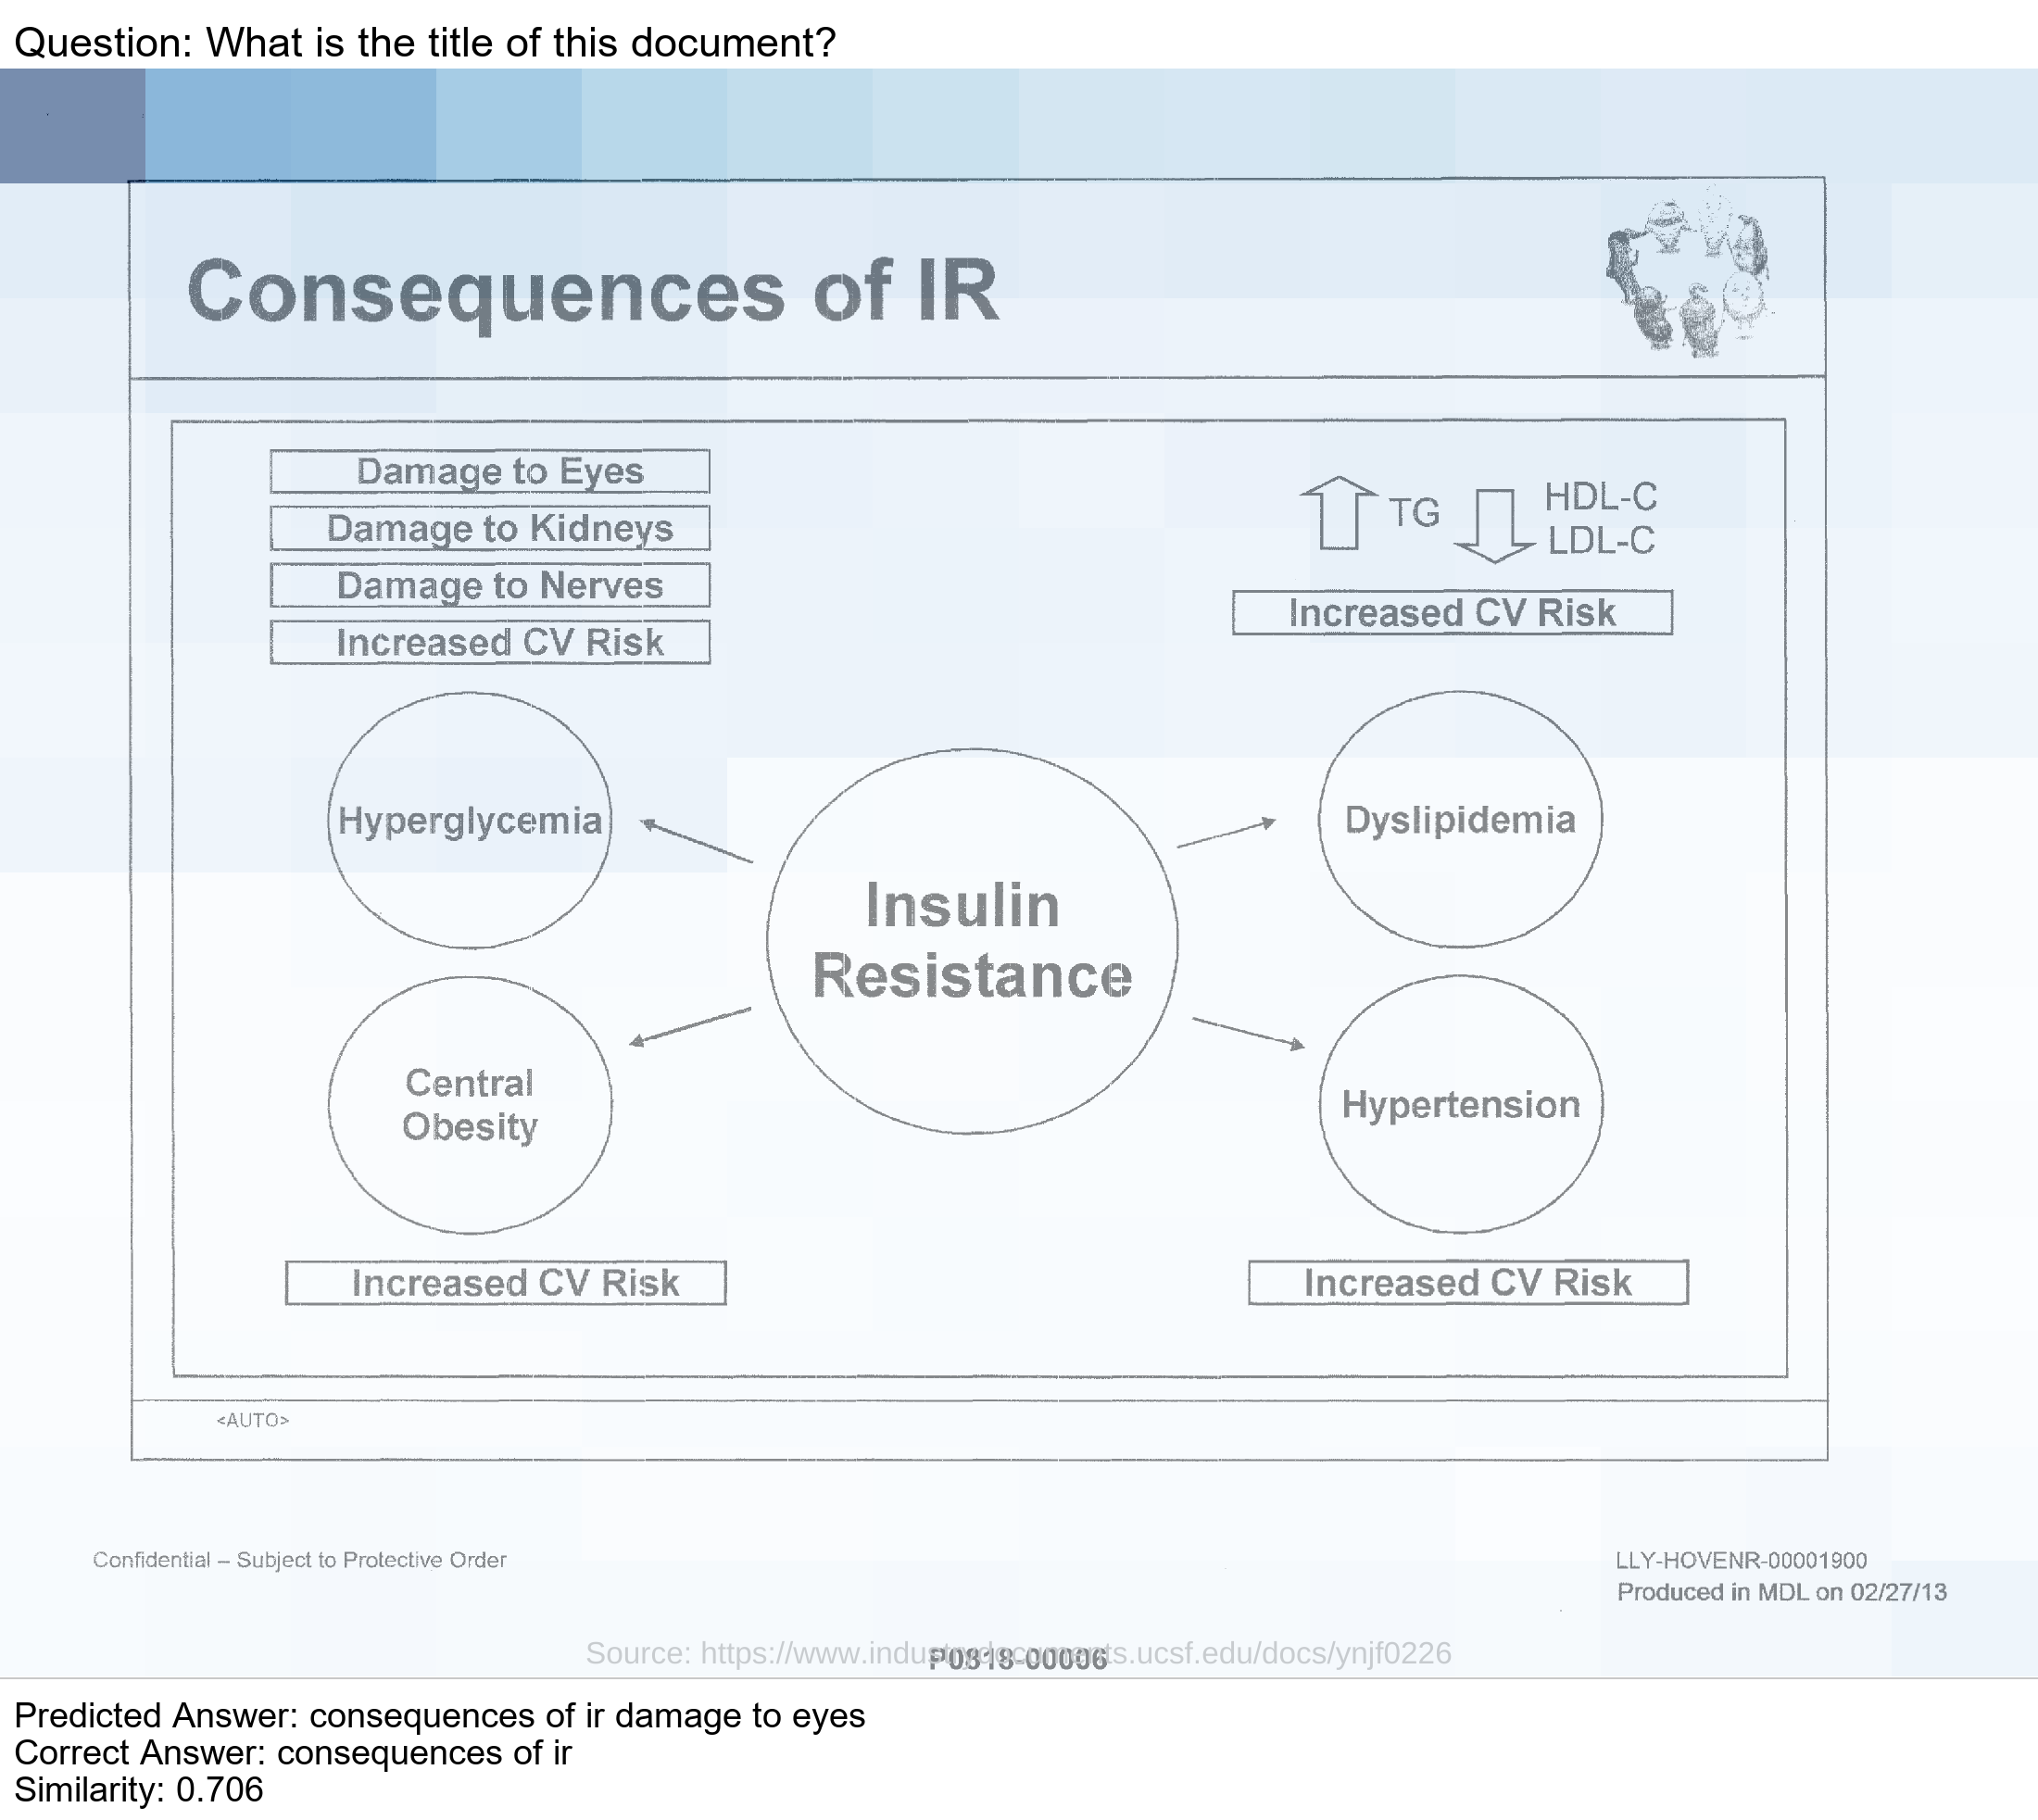 Question: What is the title of this document?
Consequences of IR
Damage to Eyes
Damage to Kidneys
Damage to Nerves
Increased CV Risk
TG
HDL-C
LDL-C
Increased CV Risk
Hyperglycemia
Dyslipidemia
Insulin
Resistance
Central
Obesity
Hypertension
Increased CV Risk
Increased CV Risk
<AUTO>
Confidential – Subject to Protective Order
LLY-HOVENR-00001900
Produced in MDL on 02/27/13
Source: https://www.industrydocuments.ucsf.edu/docs/ynjf0226
P0818-00006
Predicted Answer: consequences of ir damage to eyes
Correct Answer: consequences of ir
Similarity: 0.706